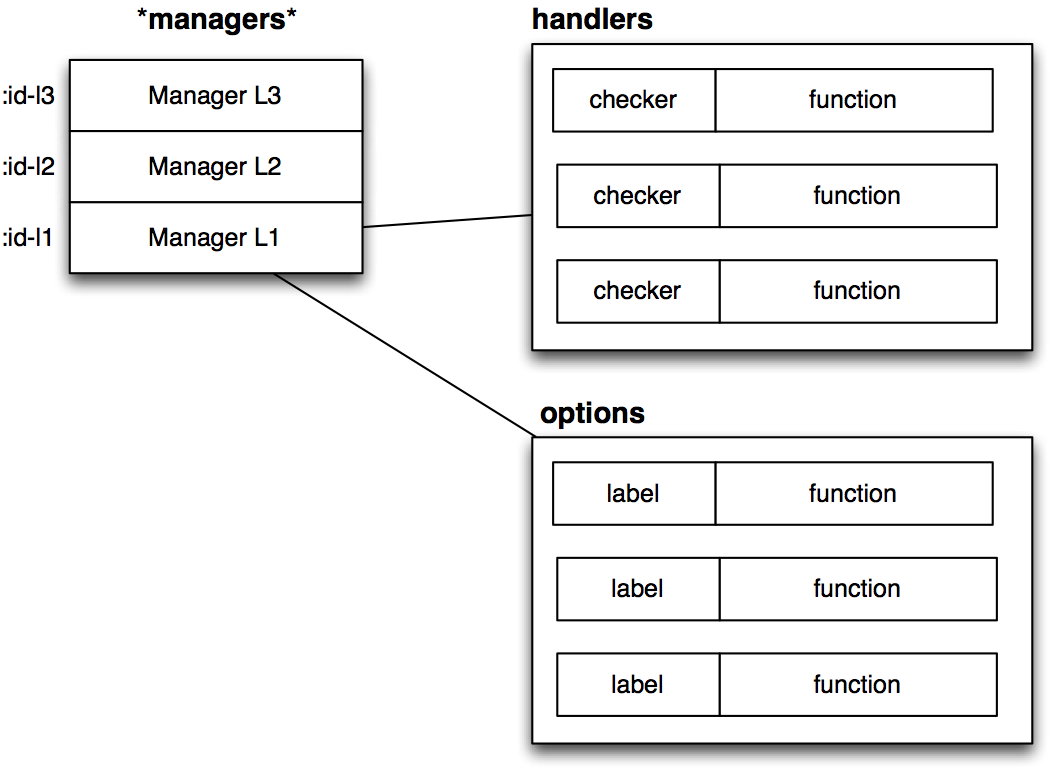 *managers*
:id-l3 Manager L3
:id-l2 Manager L2
:id-l1 Manager L1
handlers
checker function
checker function
checker function
options
label function
label function
label function